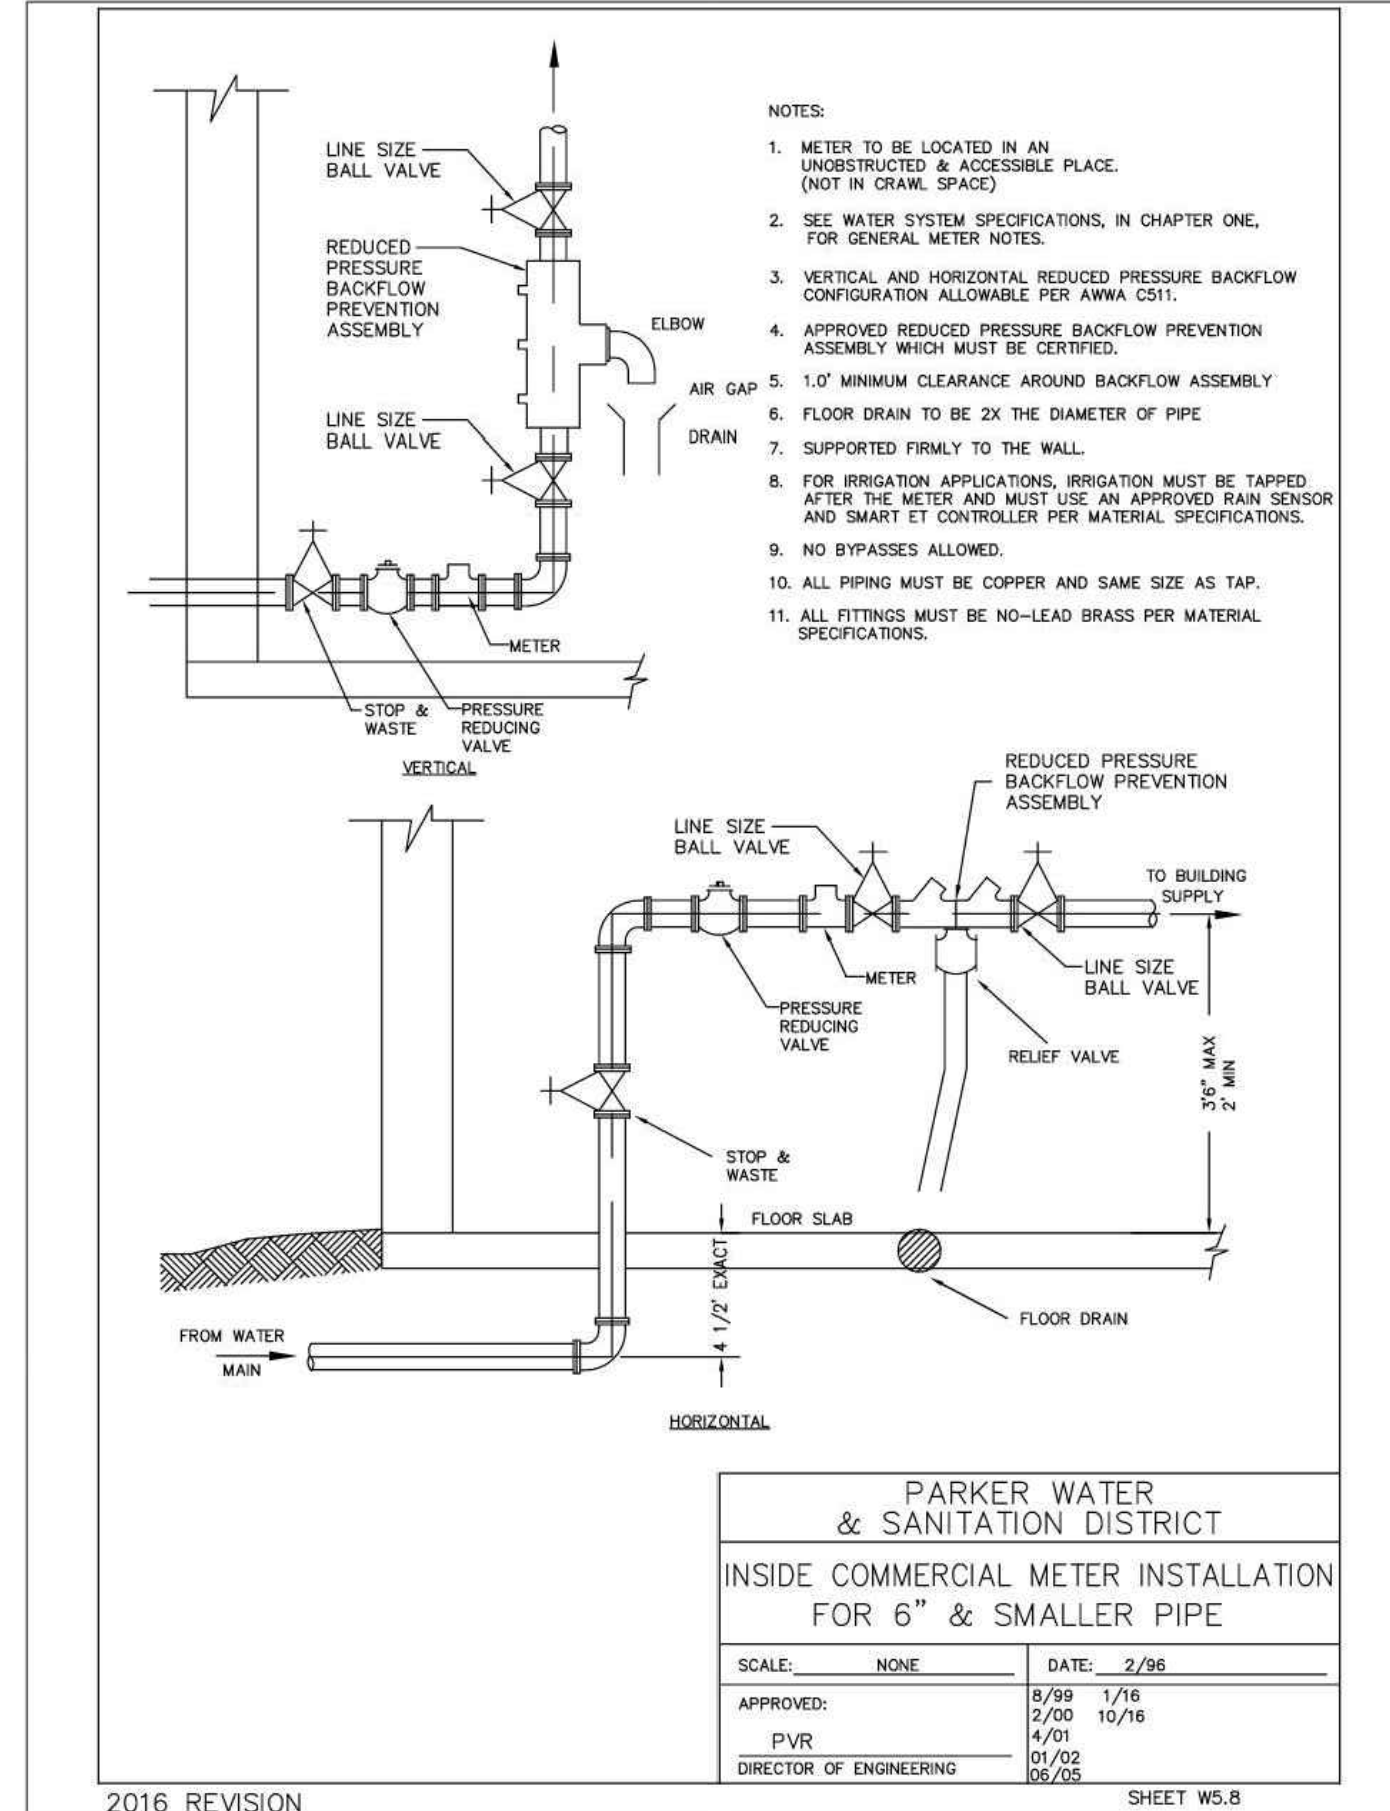 NOTES:
1. METER TO BE LOCATED IN AN
UNOBSTRUCTED & ACCESSIBLE PLACE.
(NOT IN CRAWL SPACE)
2. SEE WATER SYSTEM SPECIFICATIONS, IN CHAPTER ONE,
FOR GENERAL METER NOTES.
3. VERTICAL AND HORIZONTAL REDUCED PRESSURE BACKFLOW
CONFIGURATION ALLOWABLE PER AWWA C511.
4. APPROVED REDUCED PRESSURE BACKFLOW PREVENTION
ASSEMBLY WHICH MUST BE CERTIFIED.
5. 1.0' MINIMUM CLEARANCE AROUND BACKFLOW ASSEMBLY
6. FLOOR DRAIN TO BE 2X THE DIAMETER OF PIPE
7. SUPPORTED FIRMLY TO THE WALL.
8. FOR IRRIGATION APPLICATIONS, IRRIGATION MUST BE TAPPED
AFTER THE METER AND MUST USE AN APPROVED RAIN SENSOR
AND SMART ET CONTROLLER PER MATERIAL SPECIFICATIONS.
9. NO BYPASSES ALLOWED.
10. ALL PIPING MUST BE COPPER AND SAME SIZE AS TAP.
11. ALL FITTINGS MUST BE NO-LEAD BRASS PER MATERIAL
SPECIFICATIONS.
LINE SIZE
BALL VALVE
REDUCED
PRESSURE
BACKFLOW
PREVENTION
ASSEMBLY
ELBOW
AIR GAP
DRAIN
LINE SIZE
BALL VALVE
METER
STOP &
WASTE
PRESSURE
REDUCING
VALVE
VERTICAL
REDUCED PRESSURE
BACKFLOW PREVENTION
ASSEMBLY
LINE SIZE
BALL VALVE
TO BUILDING
SUPPLY
METER
LINE SIZE
BALL VALVE
PRESSURE
REDUCING
VALVE
RELIEF VALVE
3'6" MAX
2' MIN
STOP &
WASTE
FLOOR SLAB
4 1/2' EXACT
FLOOR DRAIN
FROM WATER
MAIN
HORIZONTAL
PARKER WATER
& SANITATION DISTRICT
INSIDE COMMERCIAL METER INSTALLATION
FOR 6" & SMALLER PIPE
SCALE: NONE
DATE: 2/96
APPROVED:
PVR
DIRECTOR OF ENGINEERING
8/99 1/16
2/00 10/16
4/01
01/02
06/05
2016 REVISION
SHEET W5.8